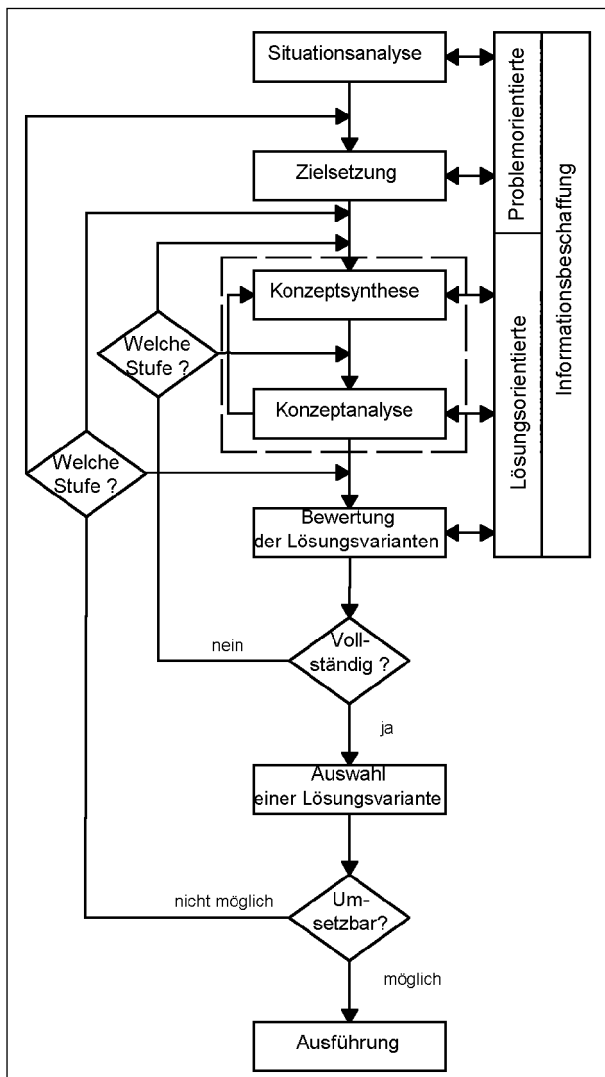 Situationsanalyse
Zielsetzung
Konzeptsynthese
Welche
Stufe ?
Konzeptanalyse
Welche
Stufe ?
Bewertung
der Lösungsvarianten
Voll-
ständig ?
nein
ja
Auswahl
einer Lösungsvariante
nicht möglich
Um-
setzbar?
möglich
Ausführung
Problemorientierte
Lösungsorientierte
Informationsbeschaffung